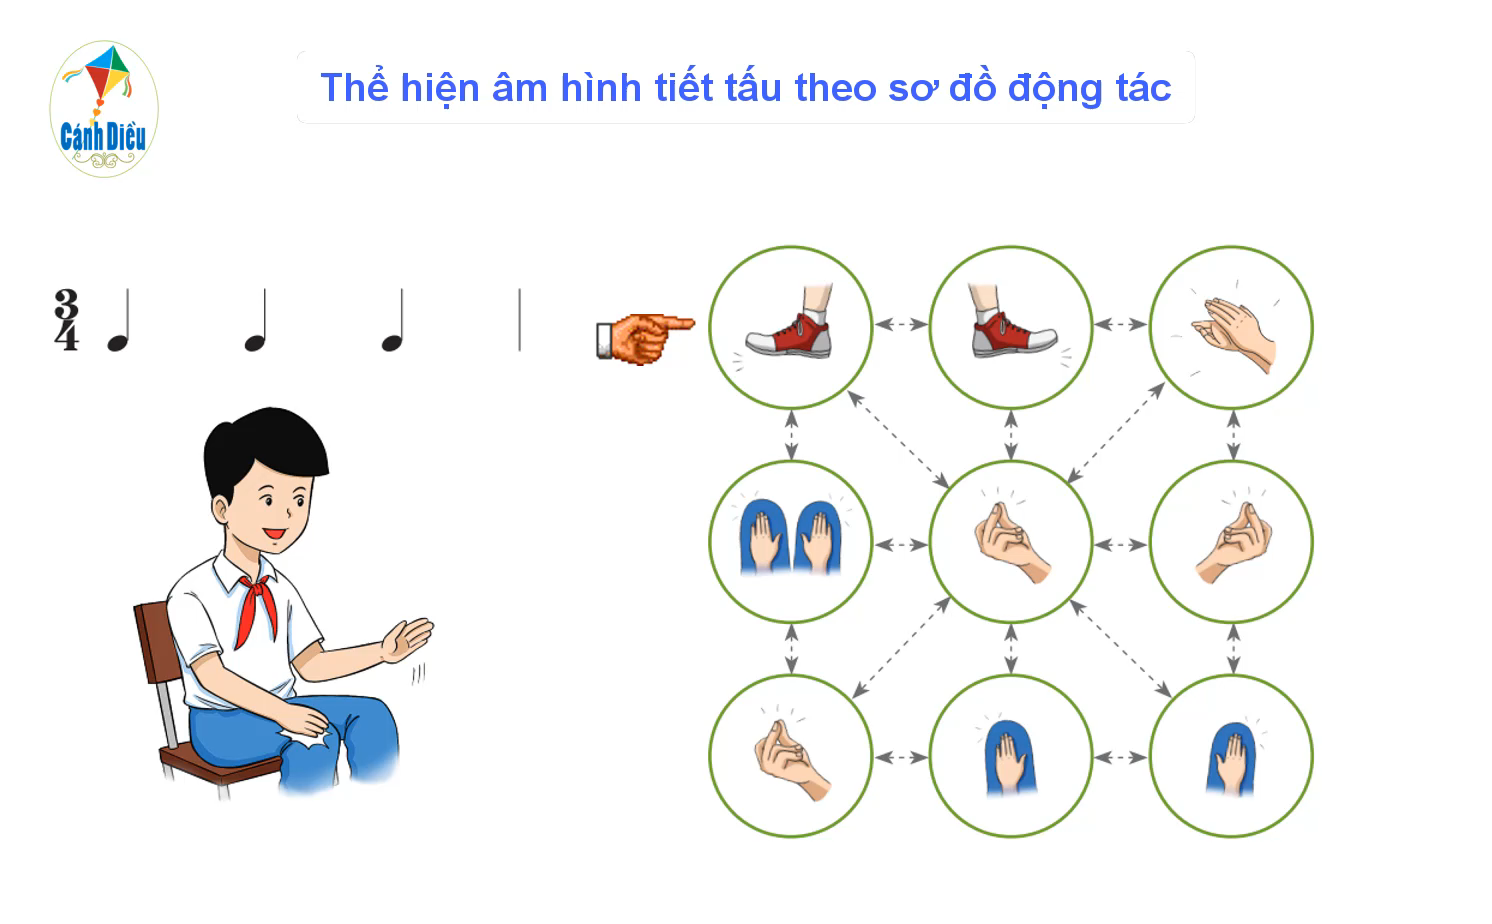 Cánh Diều
Thể hiện âm hình tiết tấu theo sơ đồ động tác
3
4